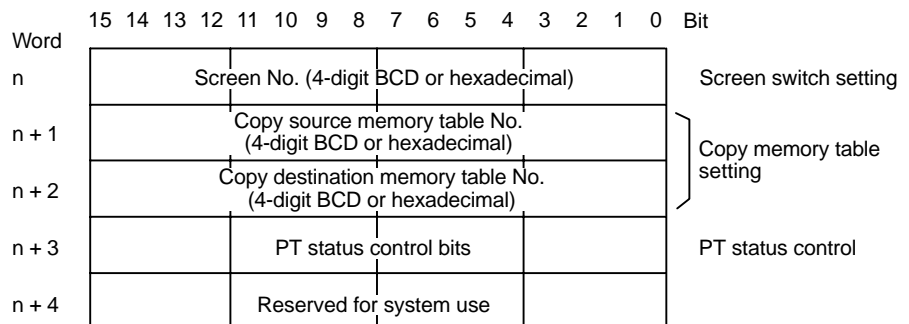 15 14 13 12 11 10 9 8 7 6 5 4 3 2 1 0 Bit
Word
n Screen No. (4-digit BCD or hexadecimal) Screen switch setting
n + 1 Copy source memory table No.
(4-digit BCD or hexadecimal)
Copy memory table
setting
n + 2 Copy destination memory table No.
(4-digit BCD or hexadecimal)
n + 3 PT status control bits PT status control
n + 4 Reserved for system use